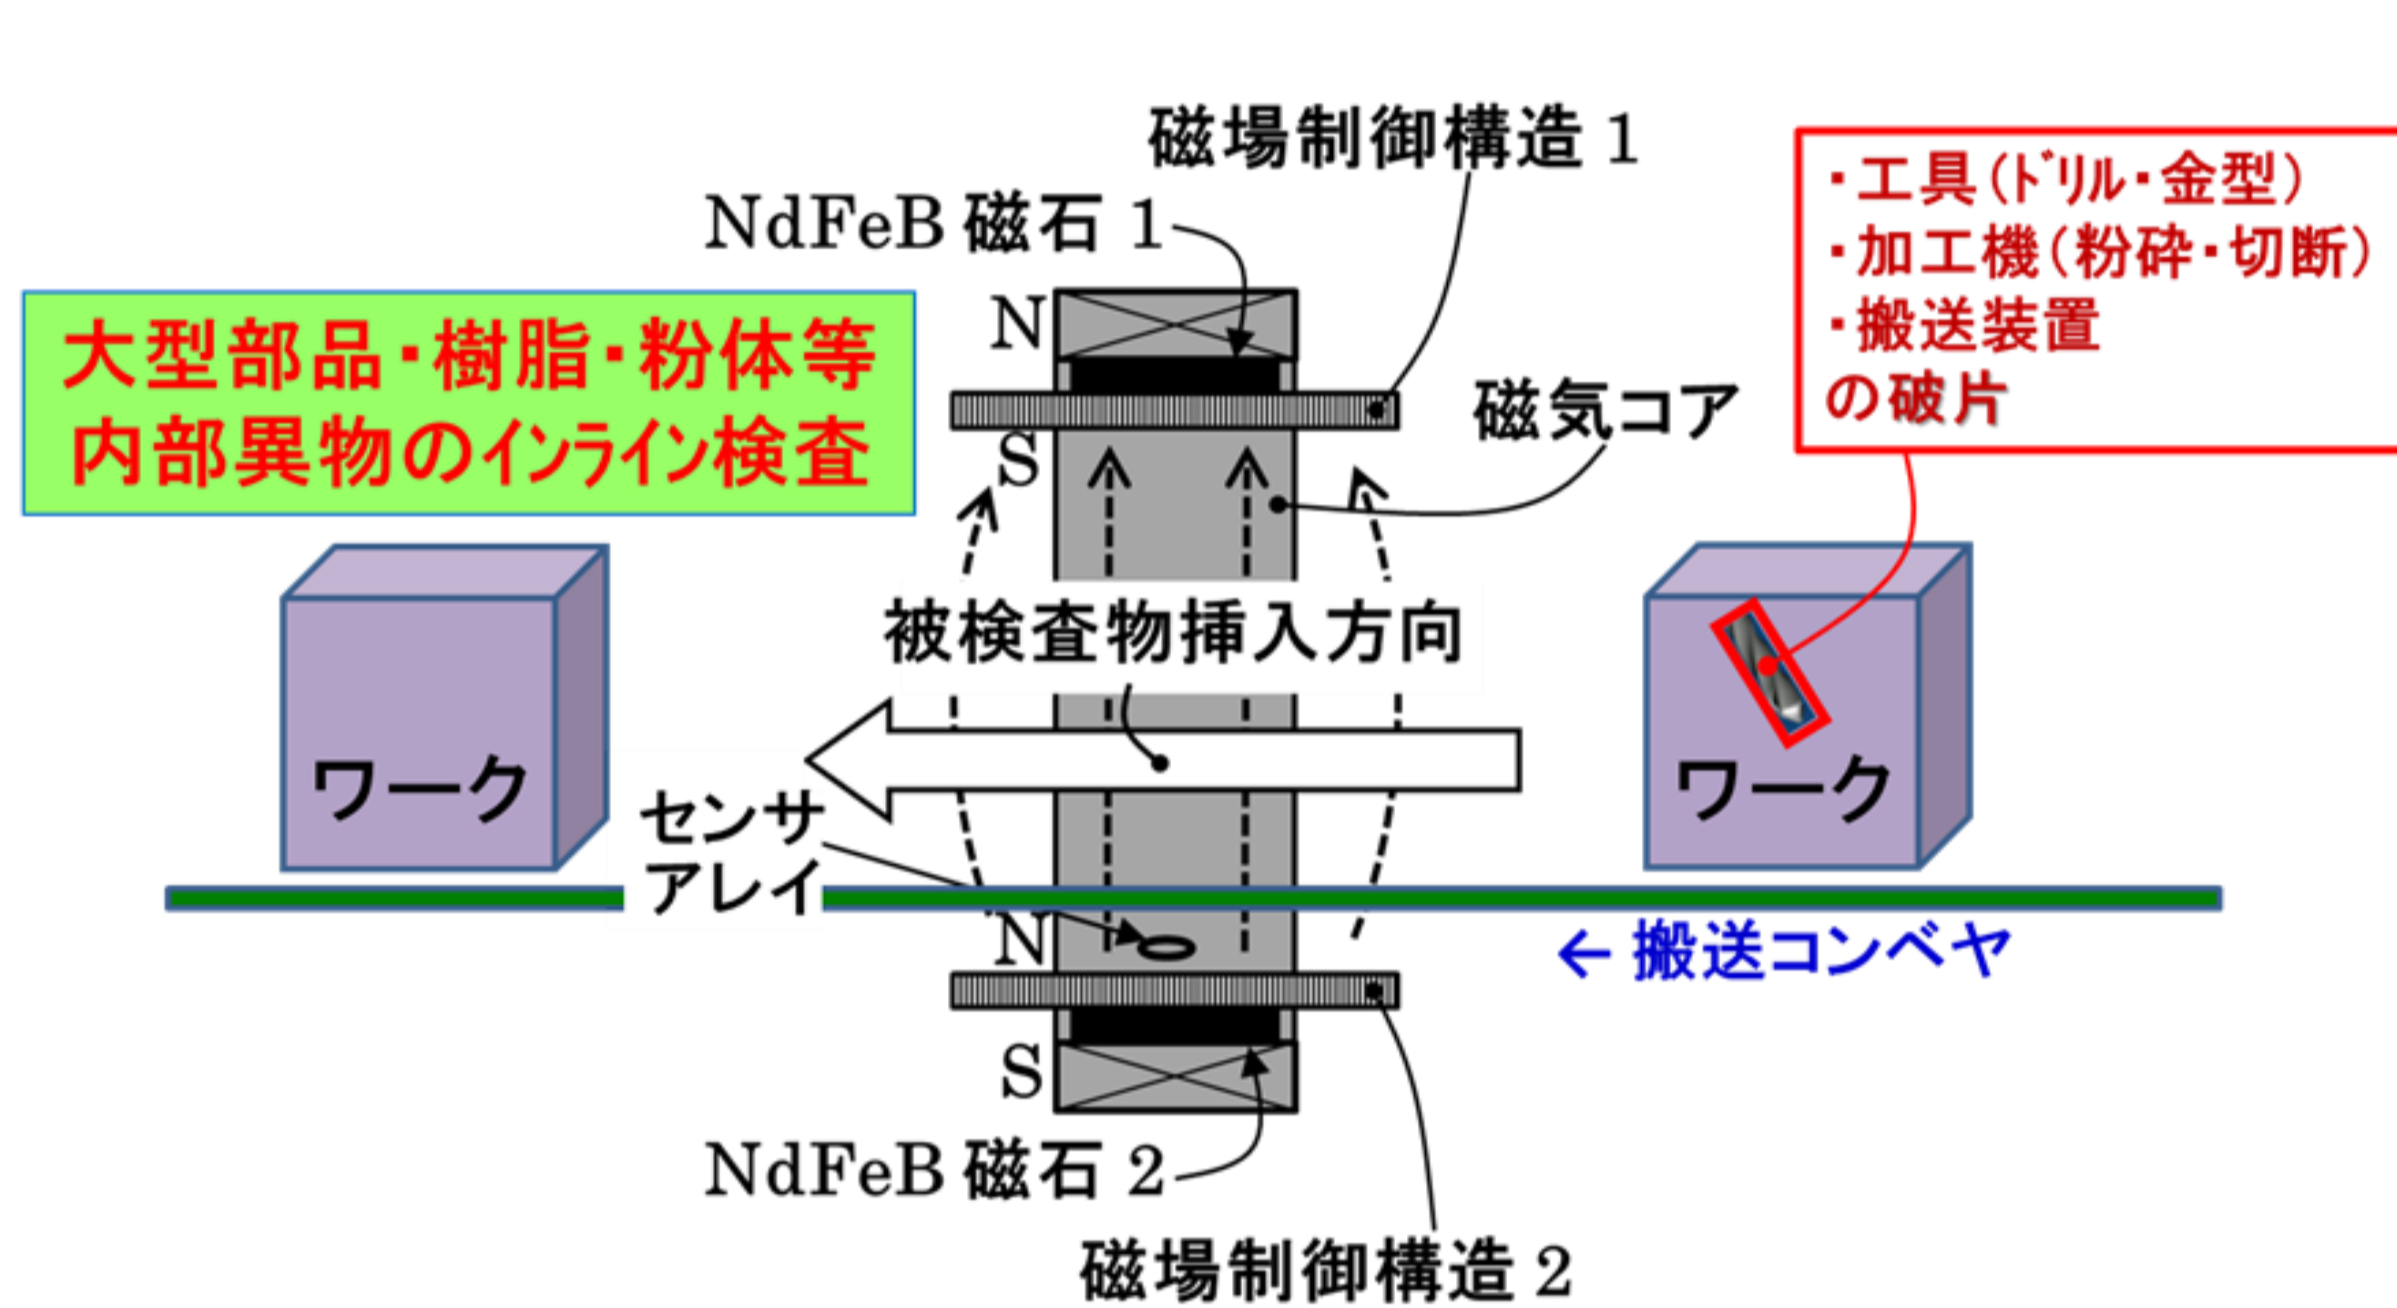 磁場制御構造 1
NdFeB 磁石 1
・工具(ﾄﾞﾘﾙ・金型)
・加工機(粉砕・切断)
・搬送装置
の破片
大型部品・樹脂・粉体等
内部異物のｲﾝﾗｲﾝ検査
N
S
磁気コア
被検査物挿入方向
ワーク
ワーク
センサ
アレイ
N
←搬送コンベヤ
S
NdFeB 磁石 2
磁場制御構造 2